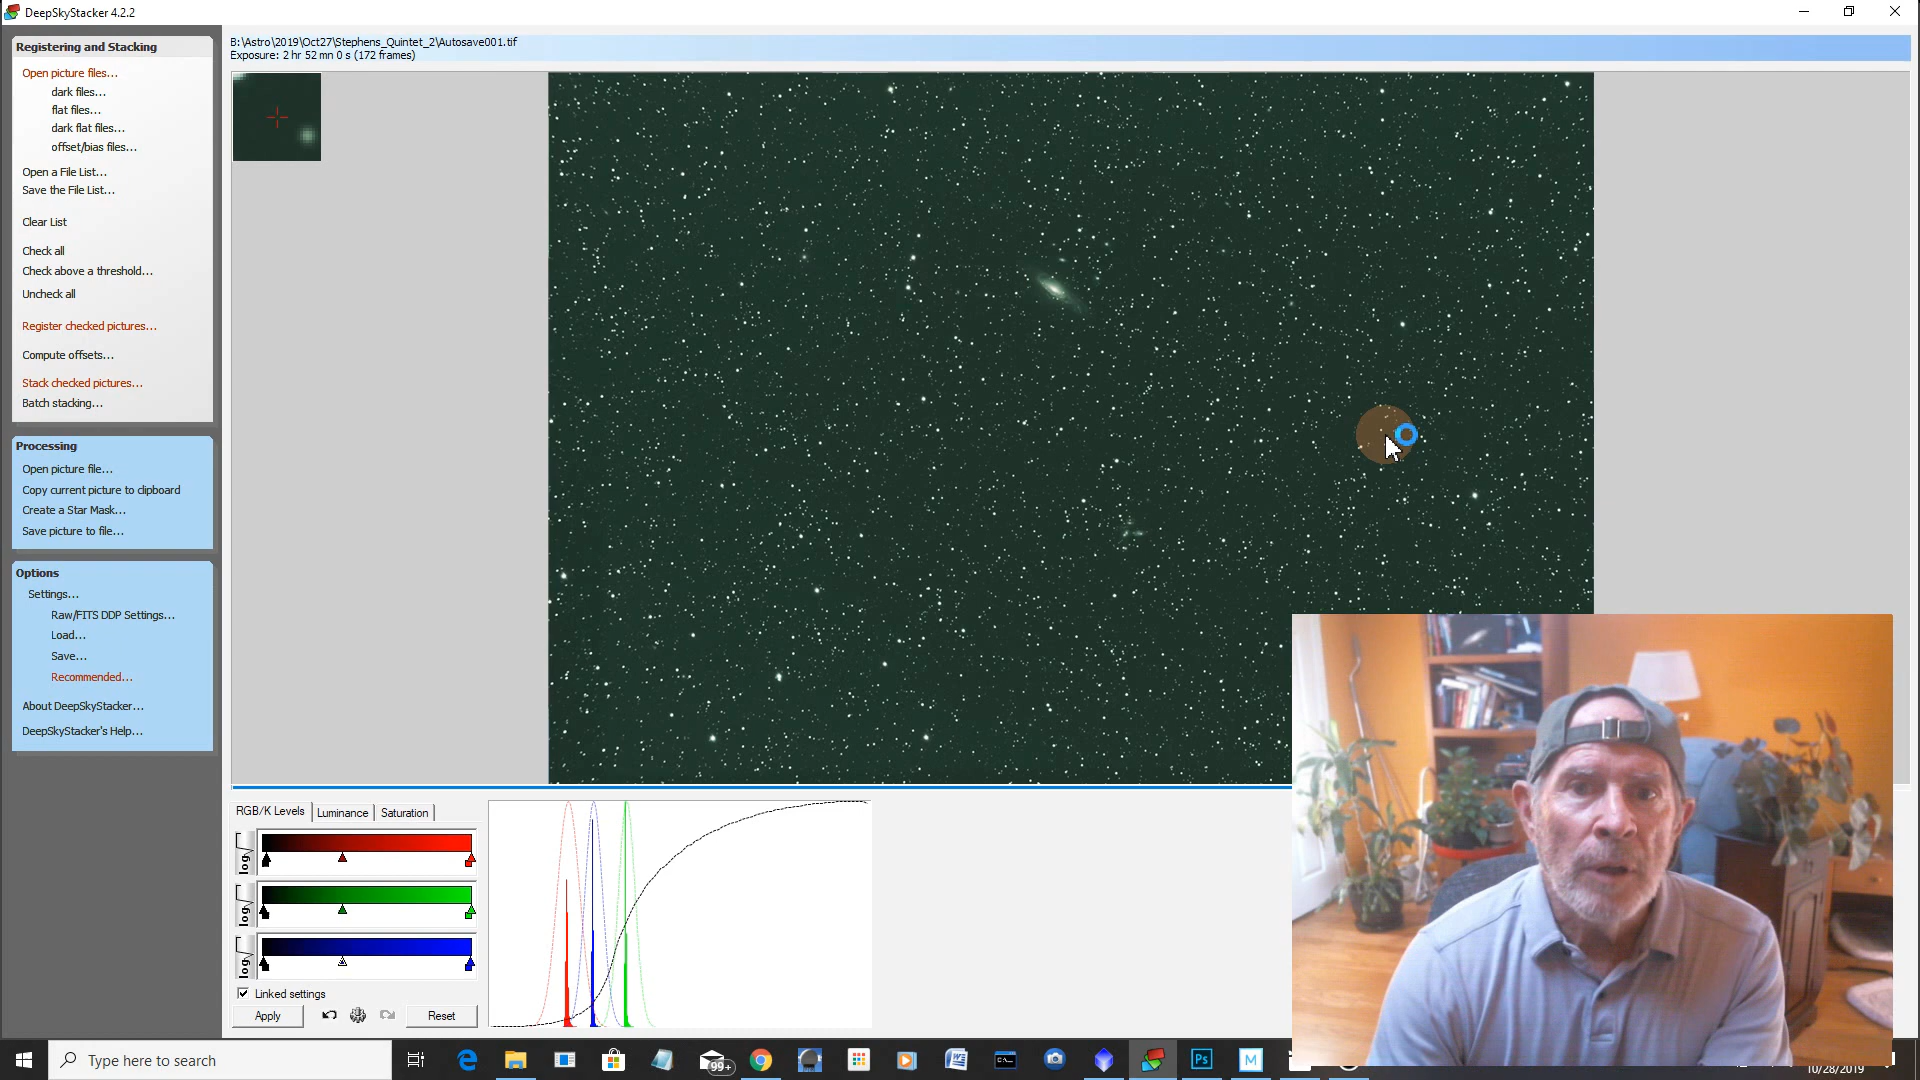 DeepSkyStacker 4.2.2
Registering and Stacking
Open picture files...
dark files...
flat files...
dark flat files...
offset/bias files...
Open a File List...
Save the File List...
Clear List
Check all
Check above a threshold...
Uncheck all
Register checked pictures...
Compute offsets...
Stack checked pictures...
Batch stacking...
Processing
Open picture file...
Copy current picture to clipboard
Create a Star Mask...
Save picture to file...
Options
Settings...
Raw/FITS DDP Settings...
Load...
Save...
Recommended...
About DeepSkyStacker...
DeepSkyStacker's Help...
B:\Astro\2019\Oct27\Stephens_Quintet_2\Autosave001.tif
Exposure: 2 hr 52 mn 0 s (172 frames)
RGB/K Levels Luminance Saturation
log
log
log
Linked settings
Apply Reset
Type here to search
99+
W
C:\
Ps
M
10/28/2019